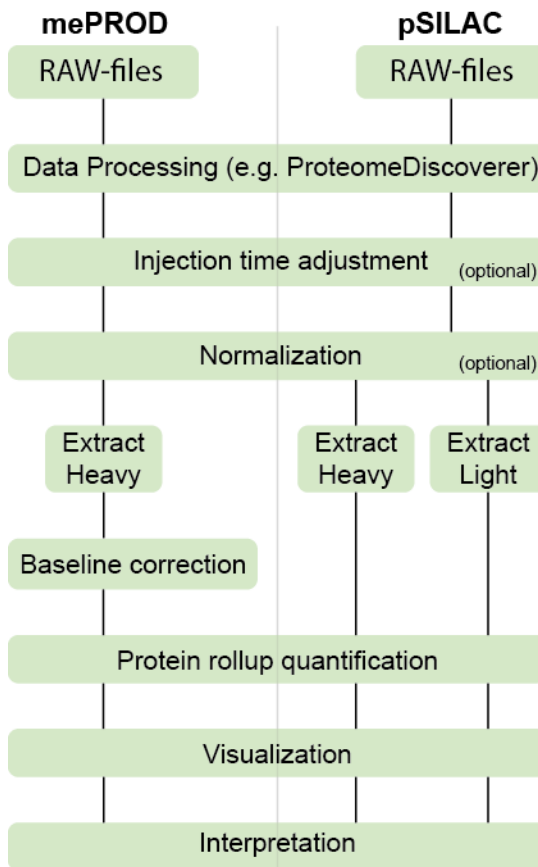 mePROD
pSILAC
RAW-files
RAW-files
Data Processing (e.g. ProteomeDiscoverer)
Injection time adjustment (optional)
Normalization (optional)
Extract
Heavy
Extract
Heavy
Extract
Light
Baseline correction
Protein rollup quantification
Visualization
Interpretation